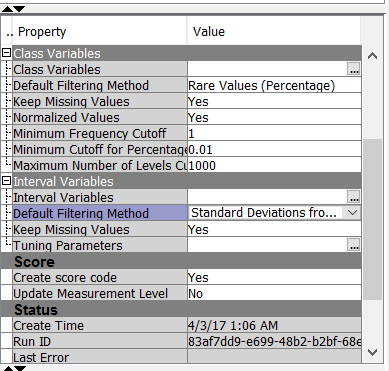 .. Property Value
Class Variables
Class Variables ...
Default Filtering Method Rare Values (Percentage)
Keep Missing Values Yes
Normalized Values Yes
Minimum Frequency Cutoff 1
Minimum Cutoff for Percentage 0.01
Maximum Number of Levels Cu 1000
Interval Variables
Interval Variables ...
Default Filtering Method Standard Deviations fro...
Keep Missing Values Yes
Tuning Parameters ...
Score
Create score code Yes
Update Measurement Level No
Status
Create Time 4/3/17 1:06 AM
Run ID 83af7dd9-e699-48b2-b2bf-68e
Last Error